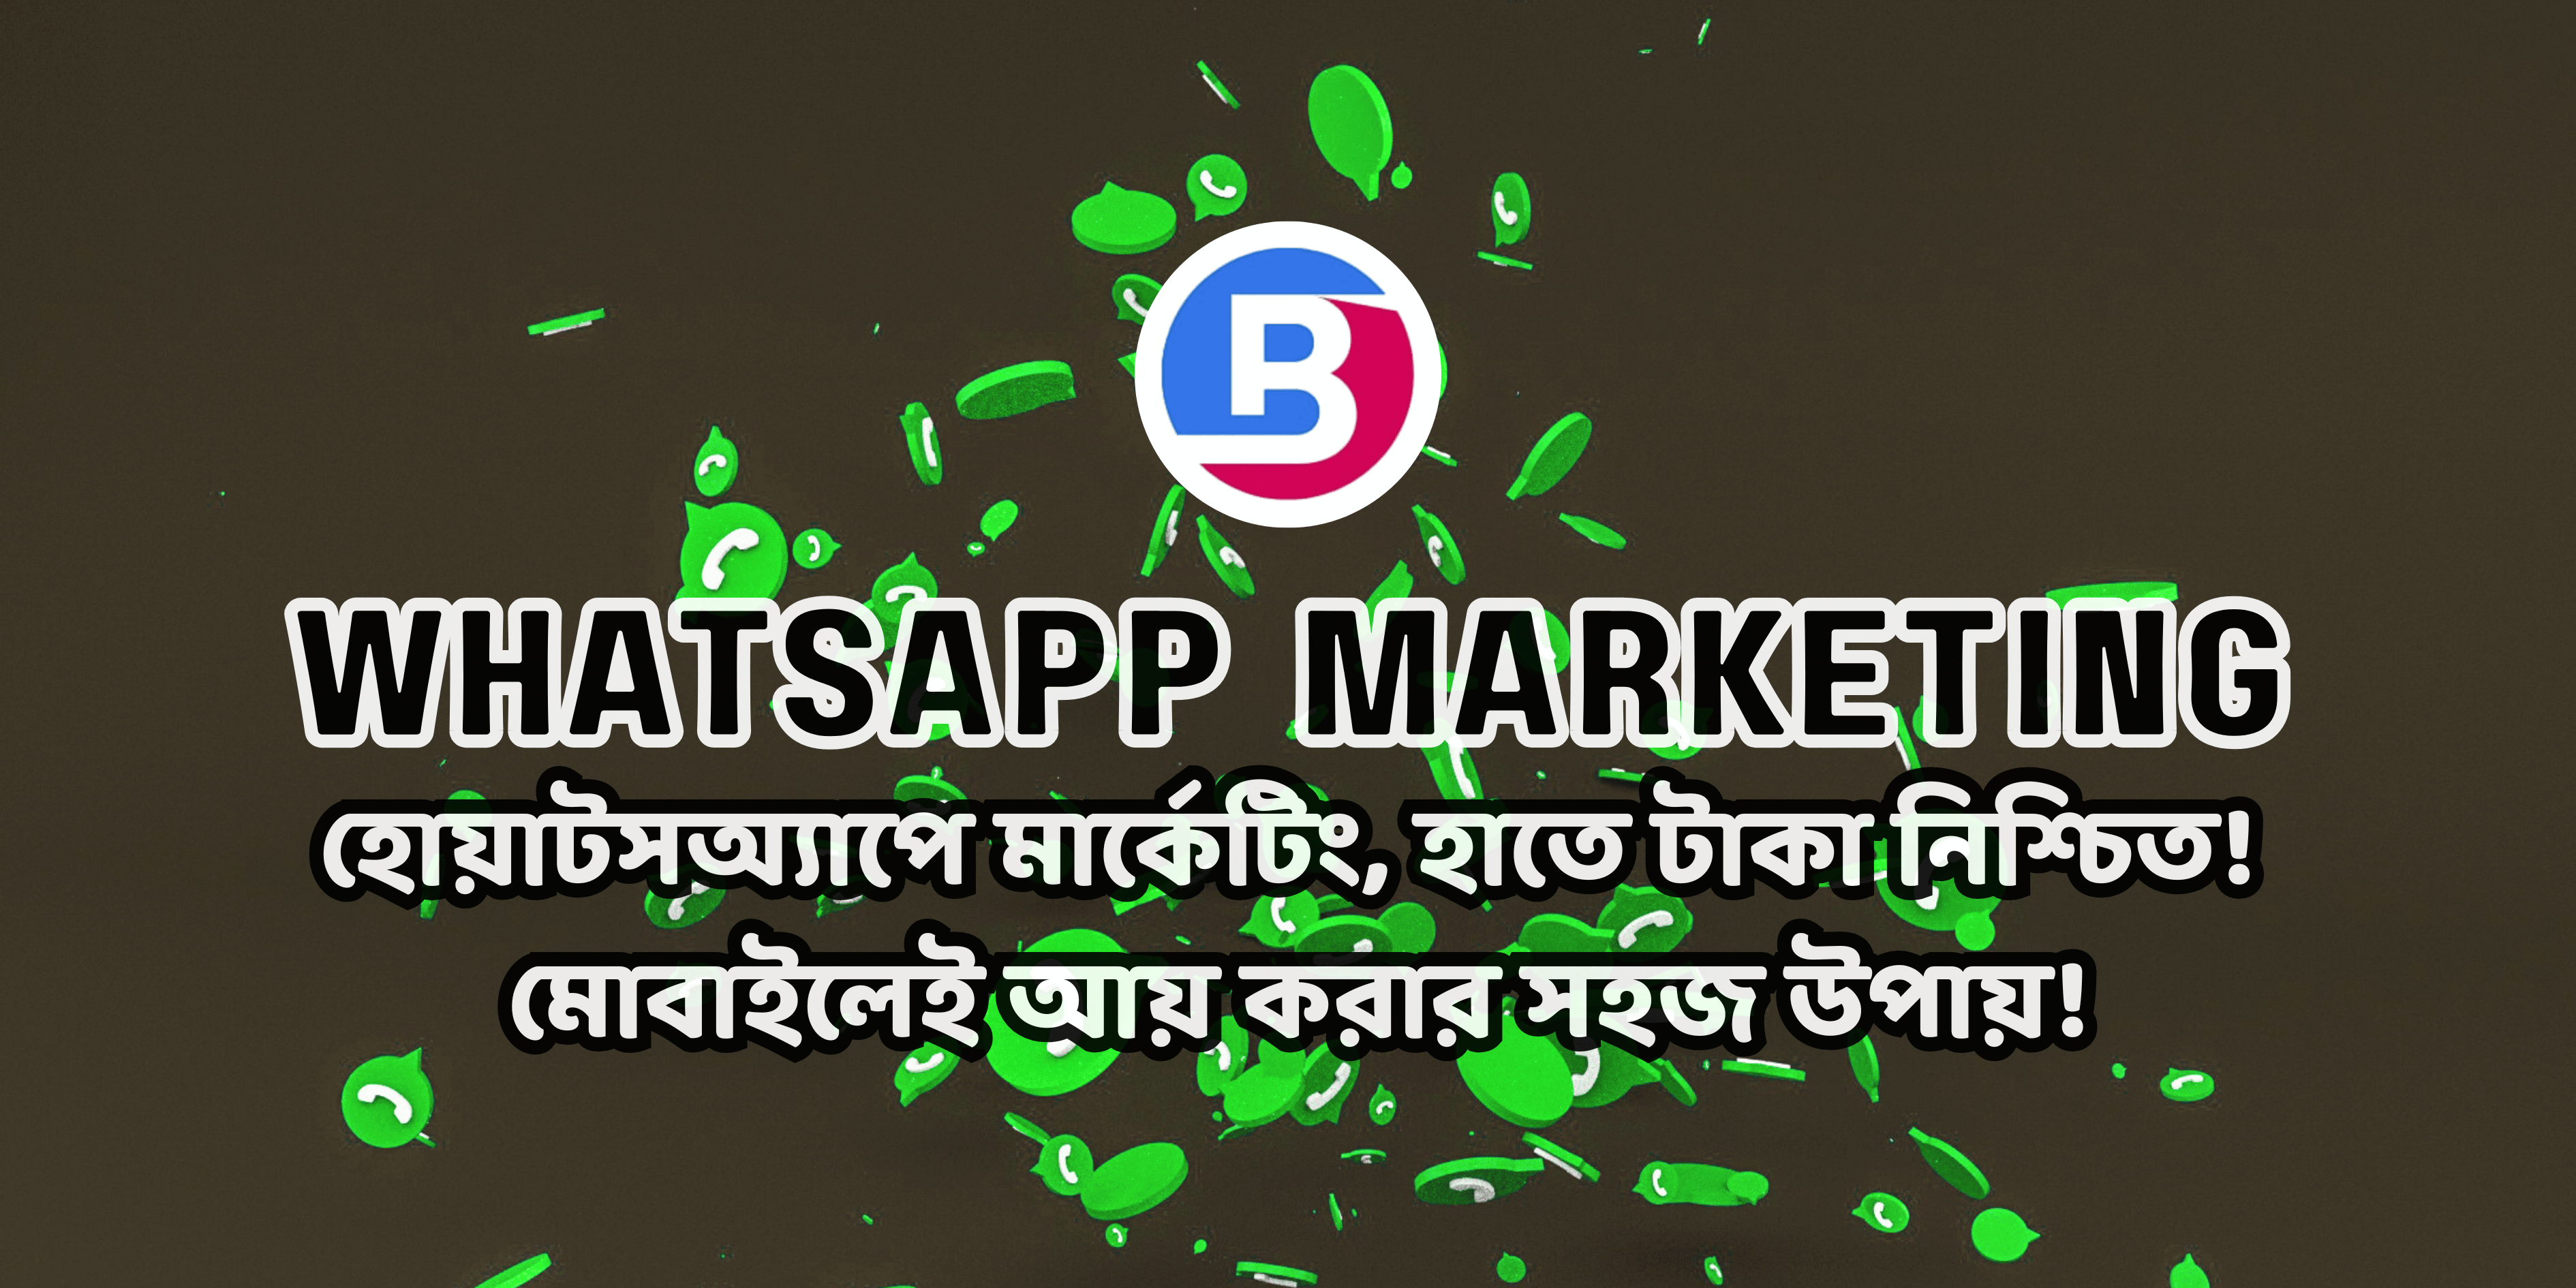 B
WHATSAPP MARKETING
হোয়াটসঅ্যাপে মার্কেটিং, হাতে টাকা নিশ্চিত!
মোবাইলেই আয় করার সহজ উপায়!